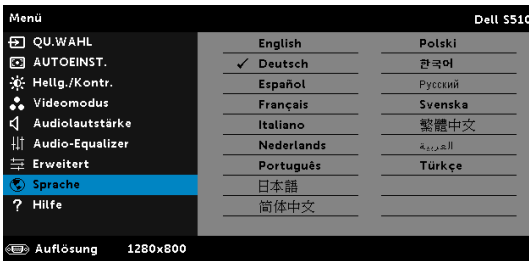 Menü
Dell S510
QU.WAHL
AUTOEINST.
Hellg./Kontr.
Videomodus
Audiolautstärke
Audio-Equalizer
Erweitert
Sprache
? Hilfe
English
✓ Deutsch
Español
Français
Italiano
Nederlands
Português
日本語
简体中文
Polski
한국어
Русский
Svenska
繁體中文
العربية
Türkçe
Auflösung 1280x800